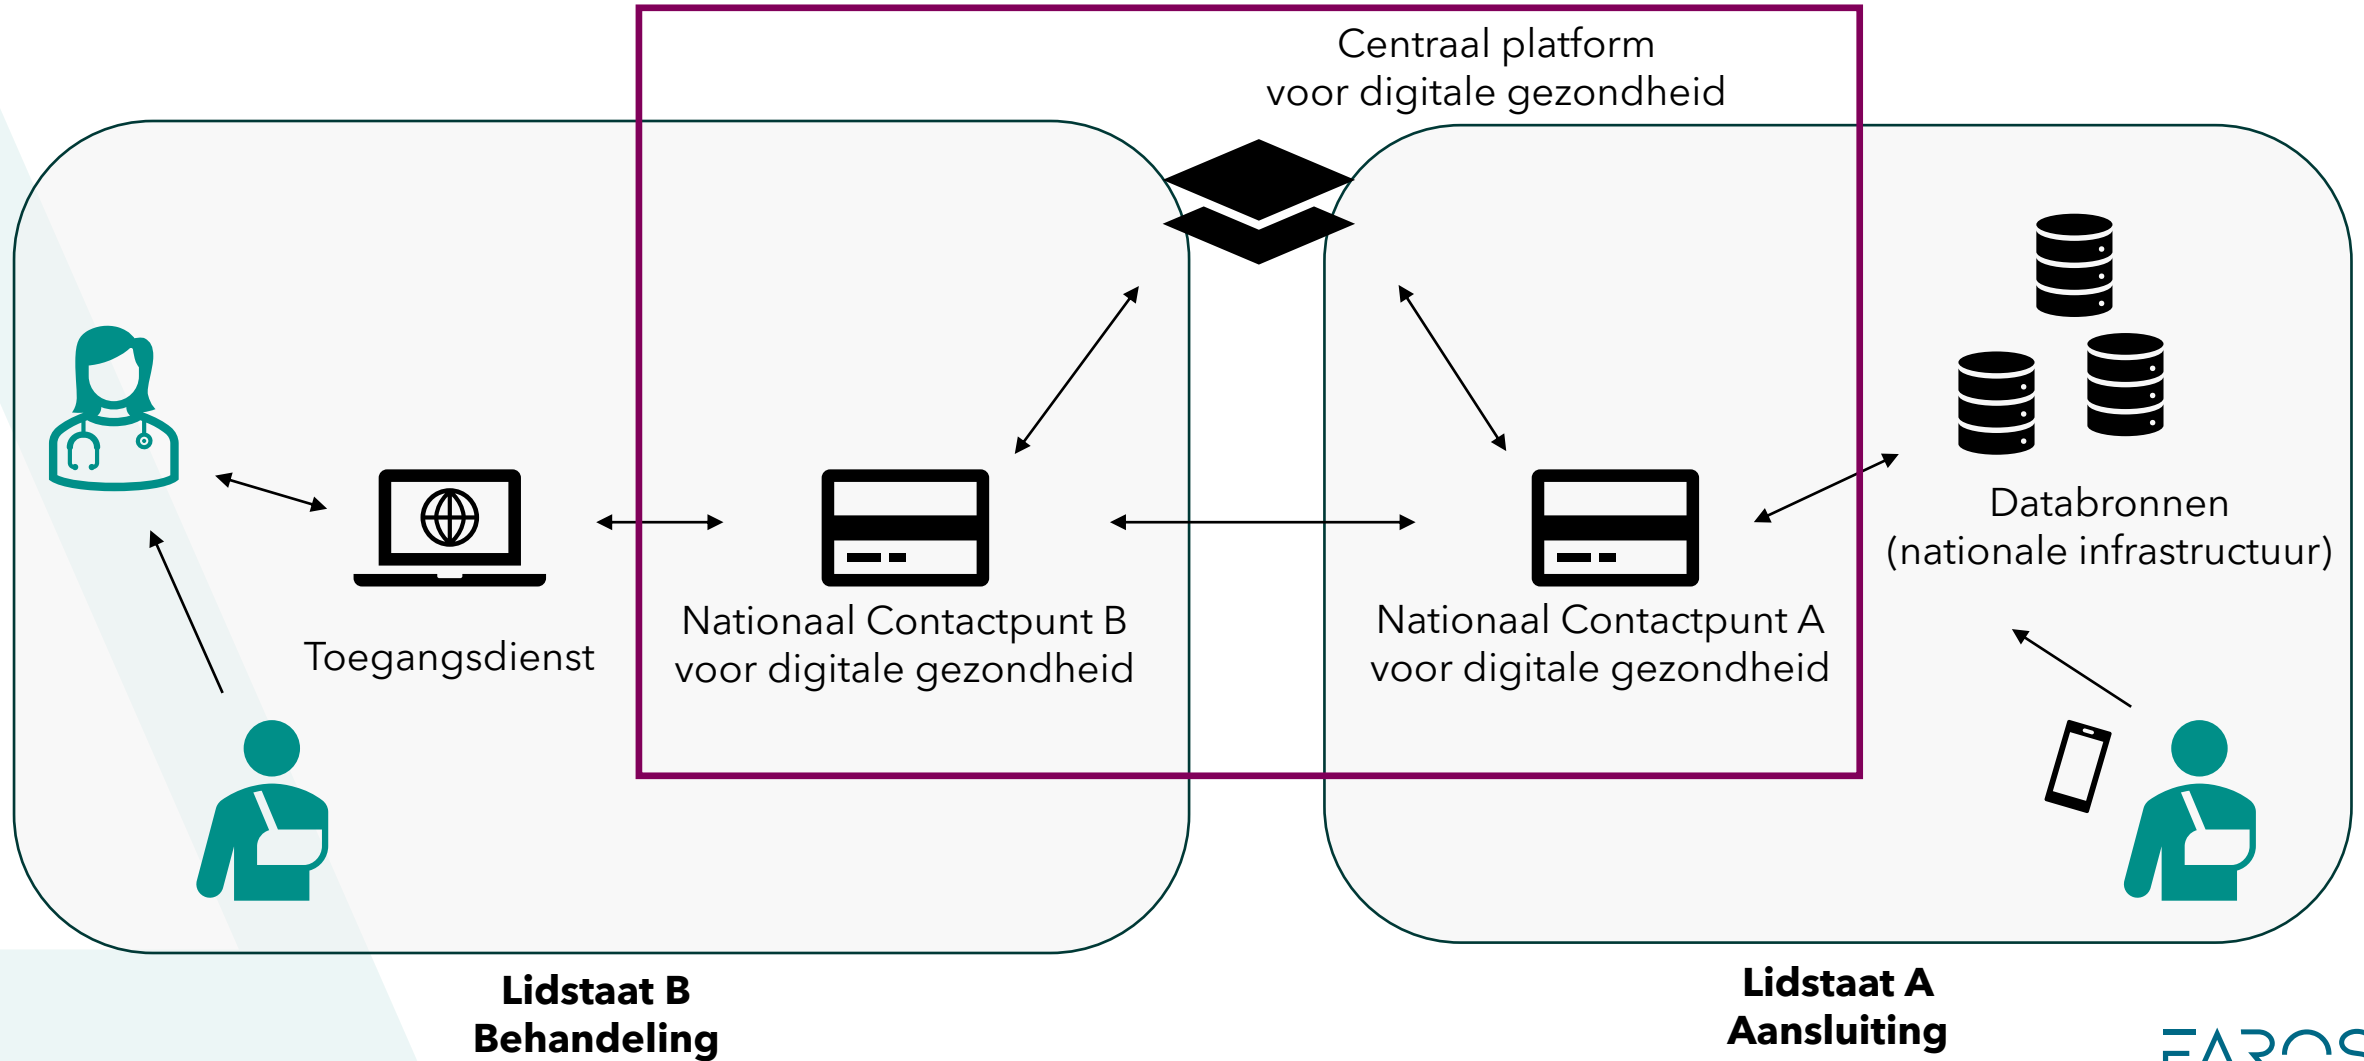 Centraal platform
voor digitale gezondheid
Databronnen
(nationale infrastructuur)
Toegangsdienst
Nationaal Contactpunt B
voor digitale gezondheid
Nationaal Contactpunt A
voor digitale gezondheid
Lidstaat B
Behandeling
Lidstaat A
Aansluiting
FAROS